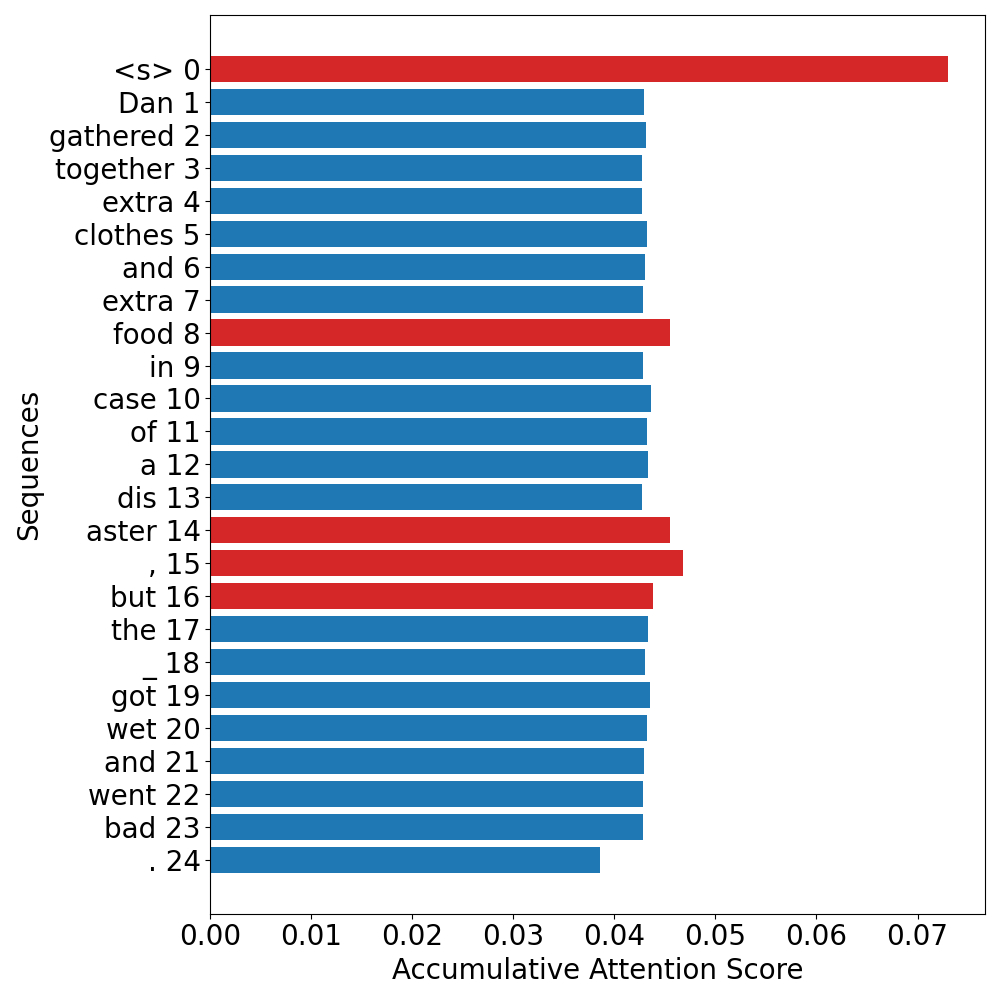 <s> 0
Dan 1
gathered 2
together 3
extra 4
clothes 5
and 6
extra 7
food 8
in 9
case 10
of 11
a 12
dis 13
aster 14
, 15
but 16
the 17
_ 18
got 19
wet 20
and 21
went 22
bad 23
. 24
Sequences
0.00 0.01 0.02 0.03 0.04 0.05 0.06 0.07
Accumulative Attention Score